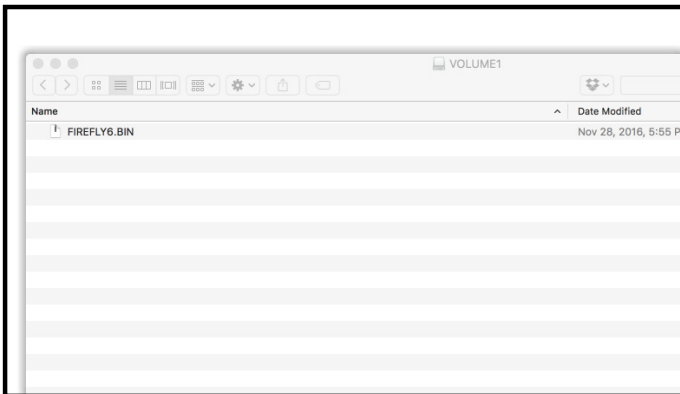 VOLUME1
Name Date Modified
FIREFLY6.BIN Nov 28, 2016, 5:55 P